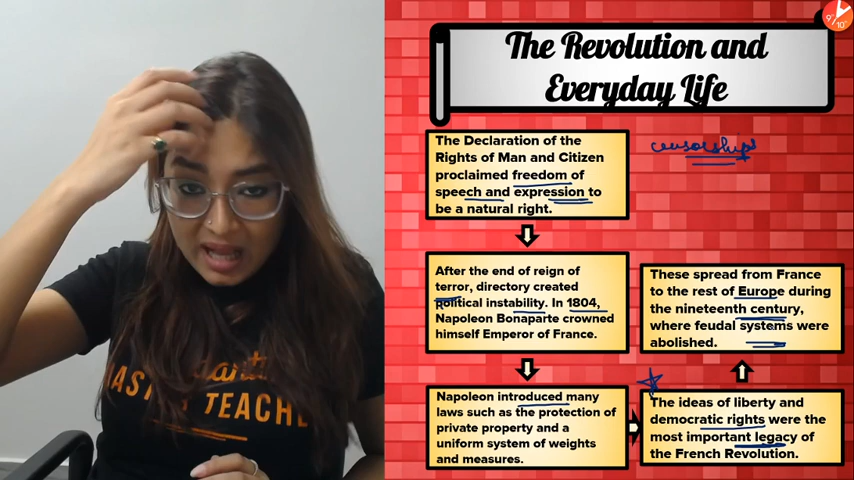 The Revolution and
Everyday Life
The Declaration of the
Rights of Man and Citizen
proclaimed freedom of
speech and expression to
be a natural right.
censorship
After the end of reign of
terror, directory created
political instability. In 1804,
Napoleon Bonaparte crowned
himself Emperor of France.
Napoleon introduced many
laws such as the protection of
private property and a
uniform system of weights
and measures.
The ideas of liberty and
democratic rights were the
most important legacy of
the French Revolution.
These spread from France
to the rest of Europe during
the nineteenth century,
where feudal systems were
abolished.
MASTER TEACHE